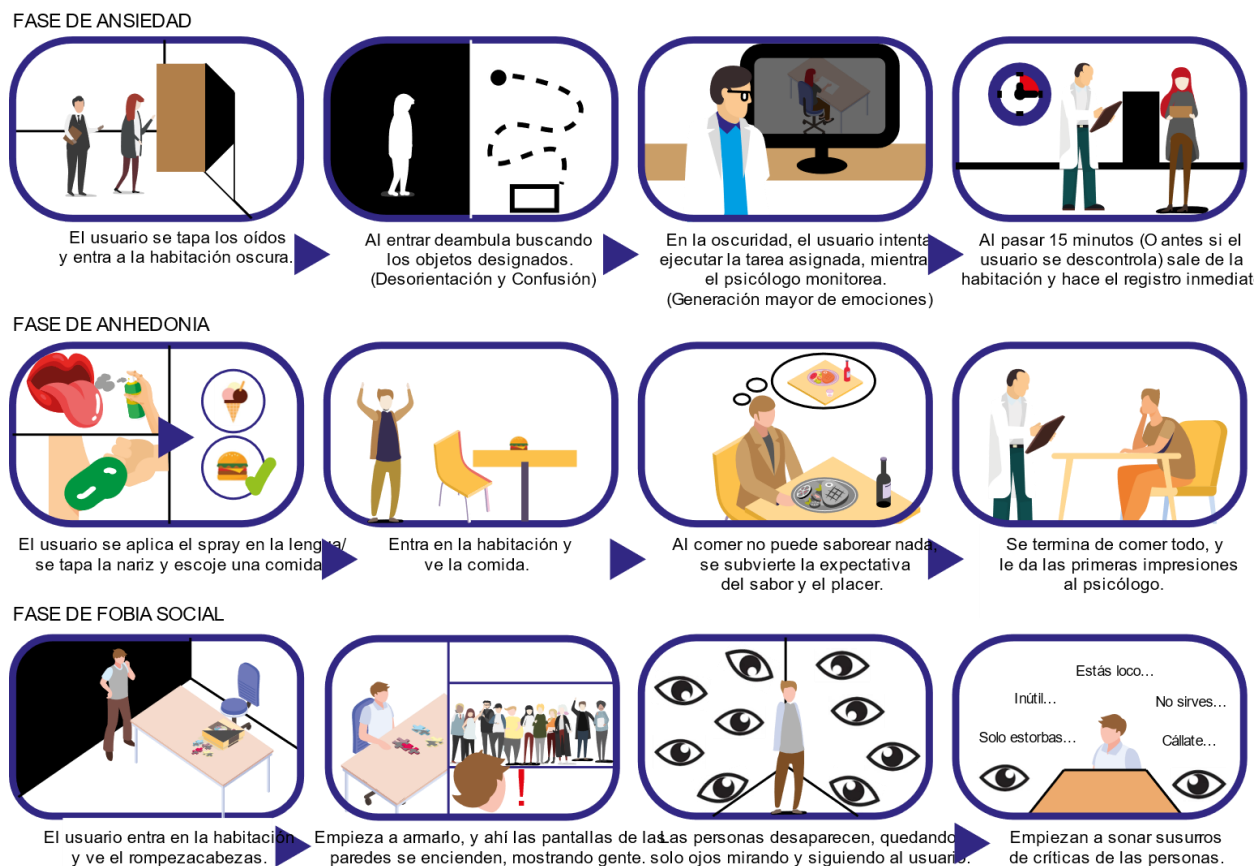 FASE DE ANSIEDAD
El usuario se tapa los oídos
y entra a la habitación oscura.
Al entrar deambula buscando
los objetos designados.
(Desorientación y Confusión)
En la oscuridad, el usuario intenta
ejecutar la tarea asignada, mientra
el psicólogo monitorea.
(Generación mayor de emociones)
Al pasar 15 minutos (O antes si el
usuario se descontrola) sale de la
habitación y hace el registro inmediat
FASE DE ANHEDONIA
El usuario se aplica el spray en la lengua/
se tapa la nariz y escoje una comida
Entra en la habitación y
ve la comida.
Al comer no puede saborear nada,
se subvierte la expectativa
del sabor y el placer.
Se termina de comer todo, y
le da las primeras impresiones
al psicólogo.
FASE DE FOBIA SOCIAL
Estás loco...
Inútil...
No sirves...
Solo estorbas...
Cállate...
El usuario entra en la habitación
y ve el rompezacabezas.
Empieza a armarlo, y ahí las pantallas de las
paredes se encienden, mostrando gente.
Las personas desaparecen, quedando
solo ojos mirando y siguiendo al usuario.
Empiezan a sonar susurros
de críticas de las personas.